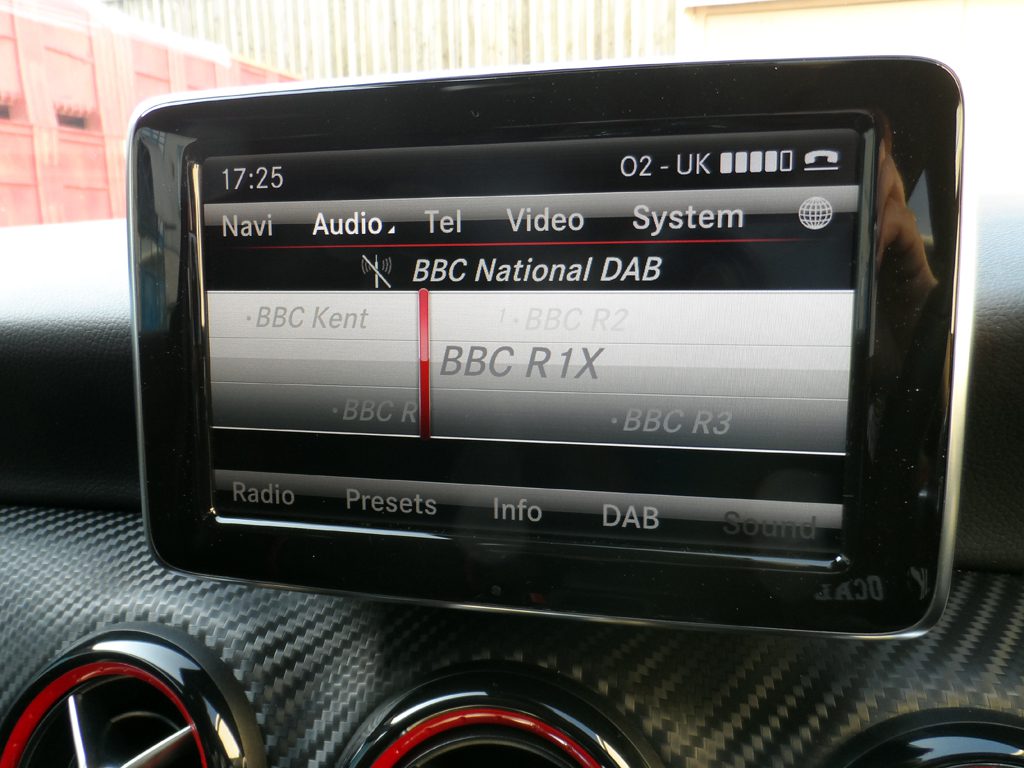 17:25 O2 - UK
Navi Audio Tel Video System
BBC National DAB
·BBC Kent 1·BBC R2
BBC R1X
·BBC R ·BBC R3
Radio Presets Info DAB Sound